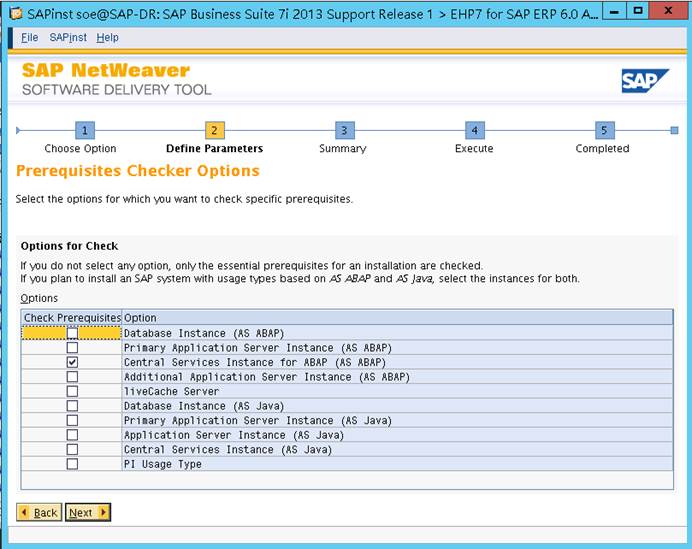 SAPinst soe@SAP-DR: SAP Business Suite 7i 2013 Support Release 1 > EHP7 for SAP ERP 6.0 A...
File SAPinst Help
SAP NetWeaver
SOFTWARE DELIVERY TOOL
SAP
1 2 3 4 5
Choose Option Define Parameters Summary Execute Completed
Prerequisites Checker Options
Select the options for which you want to check specific prerequisites.
Options for Check
If you do not select any option, only the essential prerequisites for an installation are checked.
If you plan to install an SAP system with usage types based on AS ABAP and AS Java, select the instances for both.
Options
Check Prerequisites Option
Database Instance (AS ABAP)
Primary Application Server Instance (AS ABAP)
Central Services Instance for ABAP (AS ABAP)
Additional Application Server Instance (AS ABAP)
liveCache Server
Database Instance (AS Java)
Primary Application Server Instance (AS Java)
Application Server Instance (AS Java)
Central Services Instance (AS Java)
PI Usage Type
Back Next